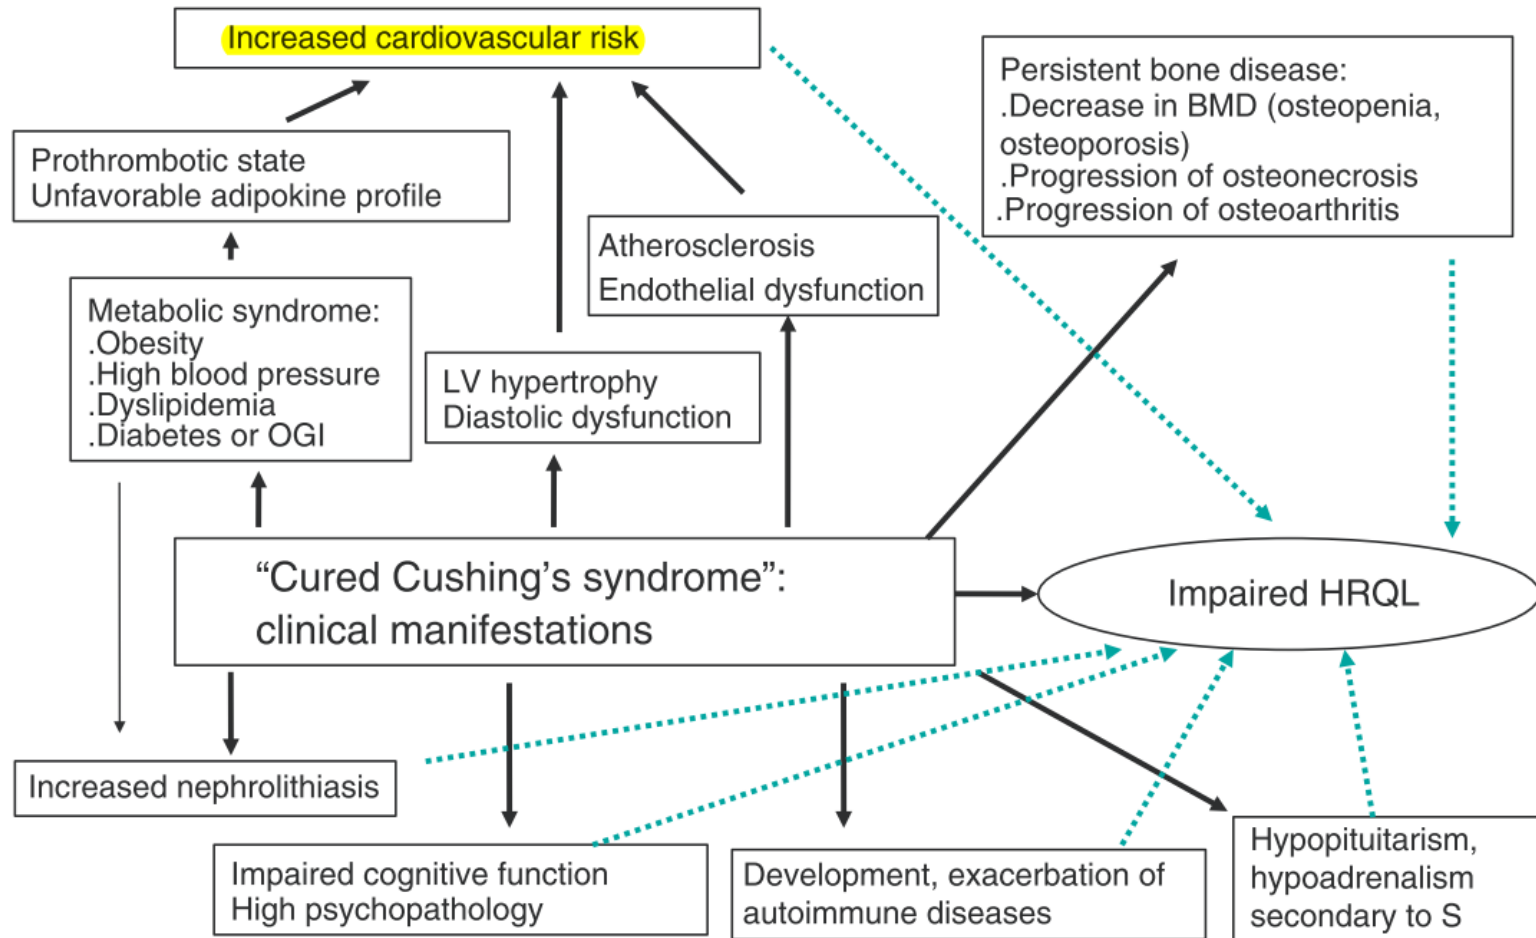 Increased cardiovascular risk
Persistent bone disease:
.Decrease in BMD (osteopenia,
osteoporosis)
.Progression of osteonecrosis
.Progression of osteoarthritis
Prothrombotic state
Unfavorable adipokine profile
Atherosclerosis
Endothelial dysfunction
Metabolic syndrome:
.Obesity
.High blood pressure
.Dyslipidemia
.Diabetes or OGI
LV hypertrophy
Diastolic dysfunction
“Cured Cushing’s syndrome”:
clinical manifestations
Impaired HRQL
Increased nephrolithiasis
Impaired cognitive function
High psychopathology
Development, exacerbation of
autoimmune diseases
Hypopituitarism,
hypoadrenalism
secondary to S